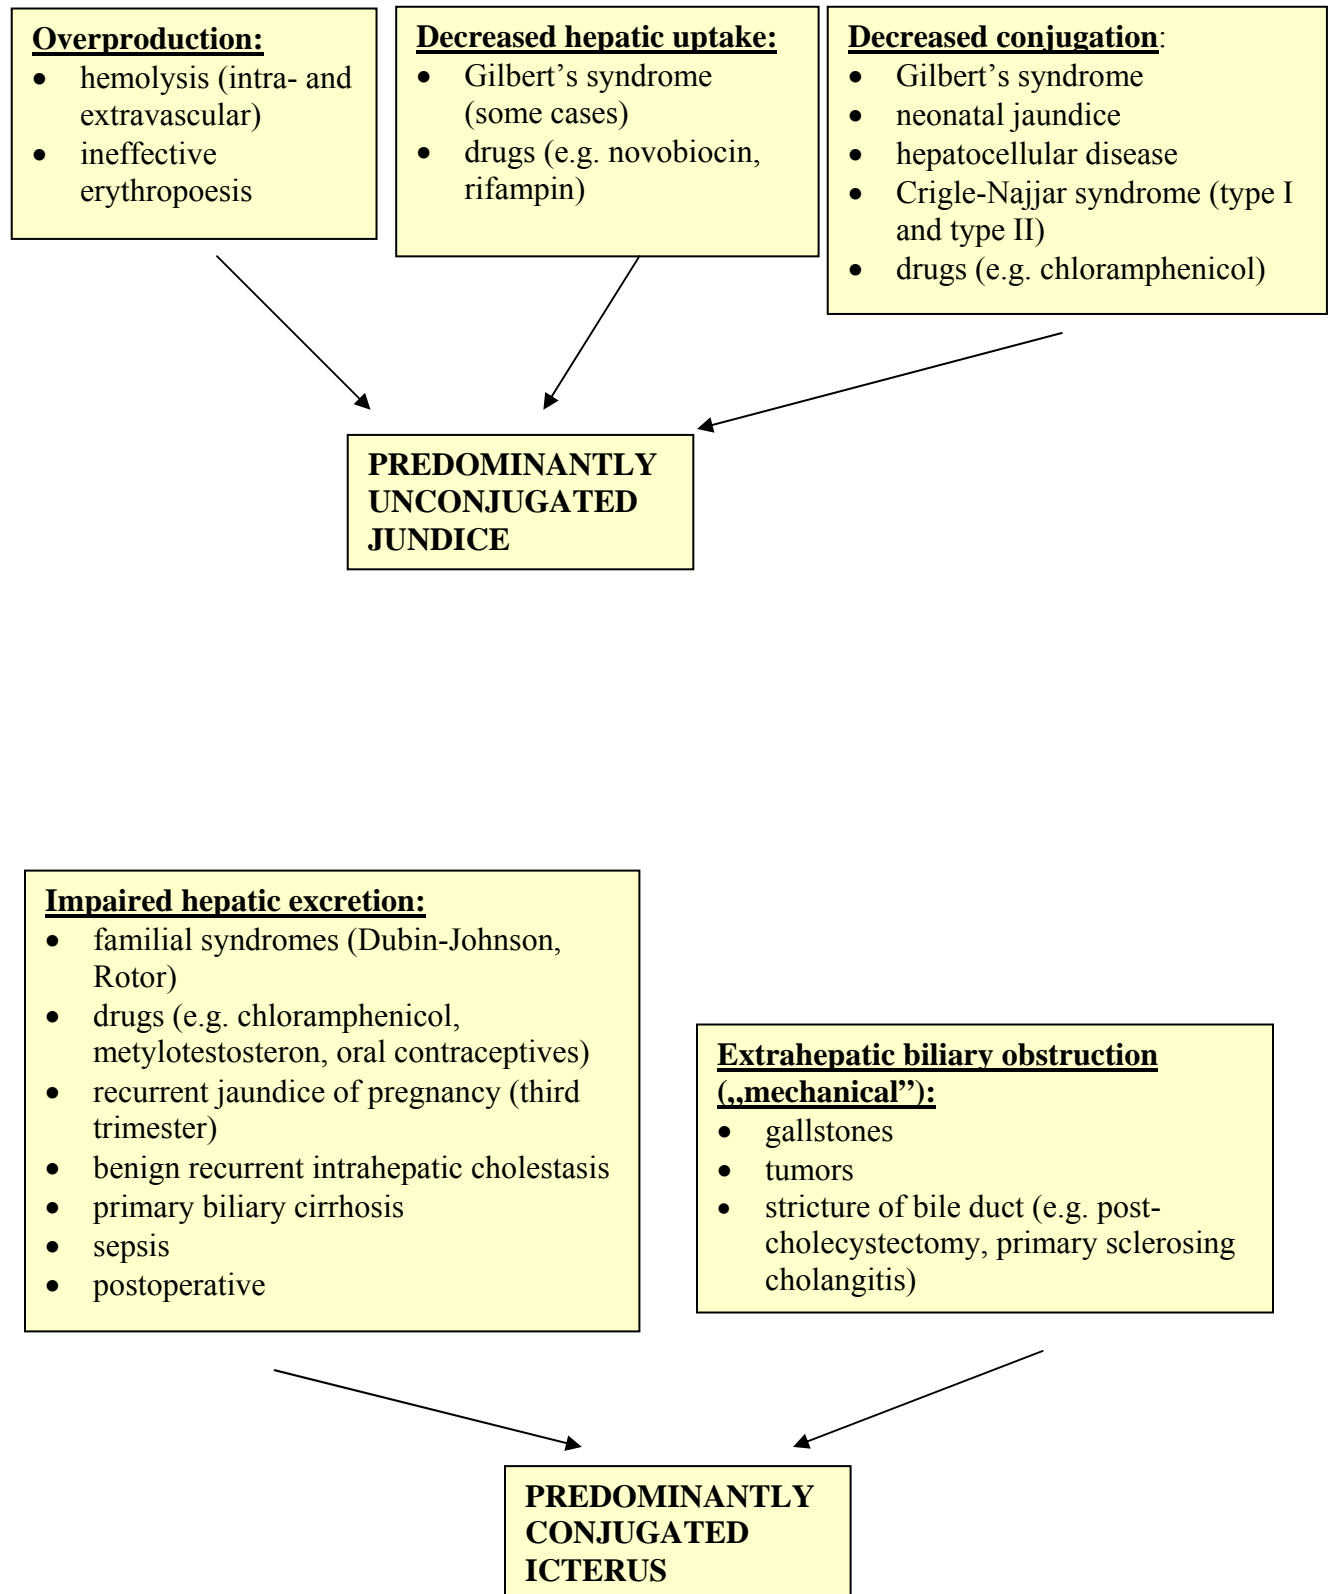 Overproduction:
• hemolysis (intra- and
extravascular)
• ineffective
erythropoesis
Decreased hepatic uptake:
• Gilbert’s syndrome
(some cases)
• drugs (e.g. novobiocin,
rifampin)
Decreased conjugation:
• Gilbert’s syndrome
• neonatal jaundice
• hepatocellular disease
• Crigle-Najjar syndrome (type I
and type II)
• drugs (e.g. chloramphenicol)
PREDOMINANTLY
UNCONJUGATED
JUNDICE
Impaired hepatic excretion:
• familial syndromes (Dubin-Johnson,
Rotor)
• drugs (e.g. chloramphenicol,
metylotestosteron, oral contraceptives)
• recurrent jaundice of pregnancy (third
trimester)
• benign recurrent intrahepatic cholestasis
• primary biliary cirrhosis
• sepsis
• postoperative
Extrahepatic biliary obstruction
(„mechanical”):
• gallstones
• tumors
• stricture of bile duct (e.g. post-
cholecystectomy, primary sclerosing
cholangitis)
PREDOMINANTLY
CONJUGATED
ICTERUS